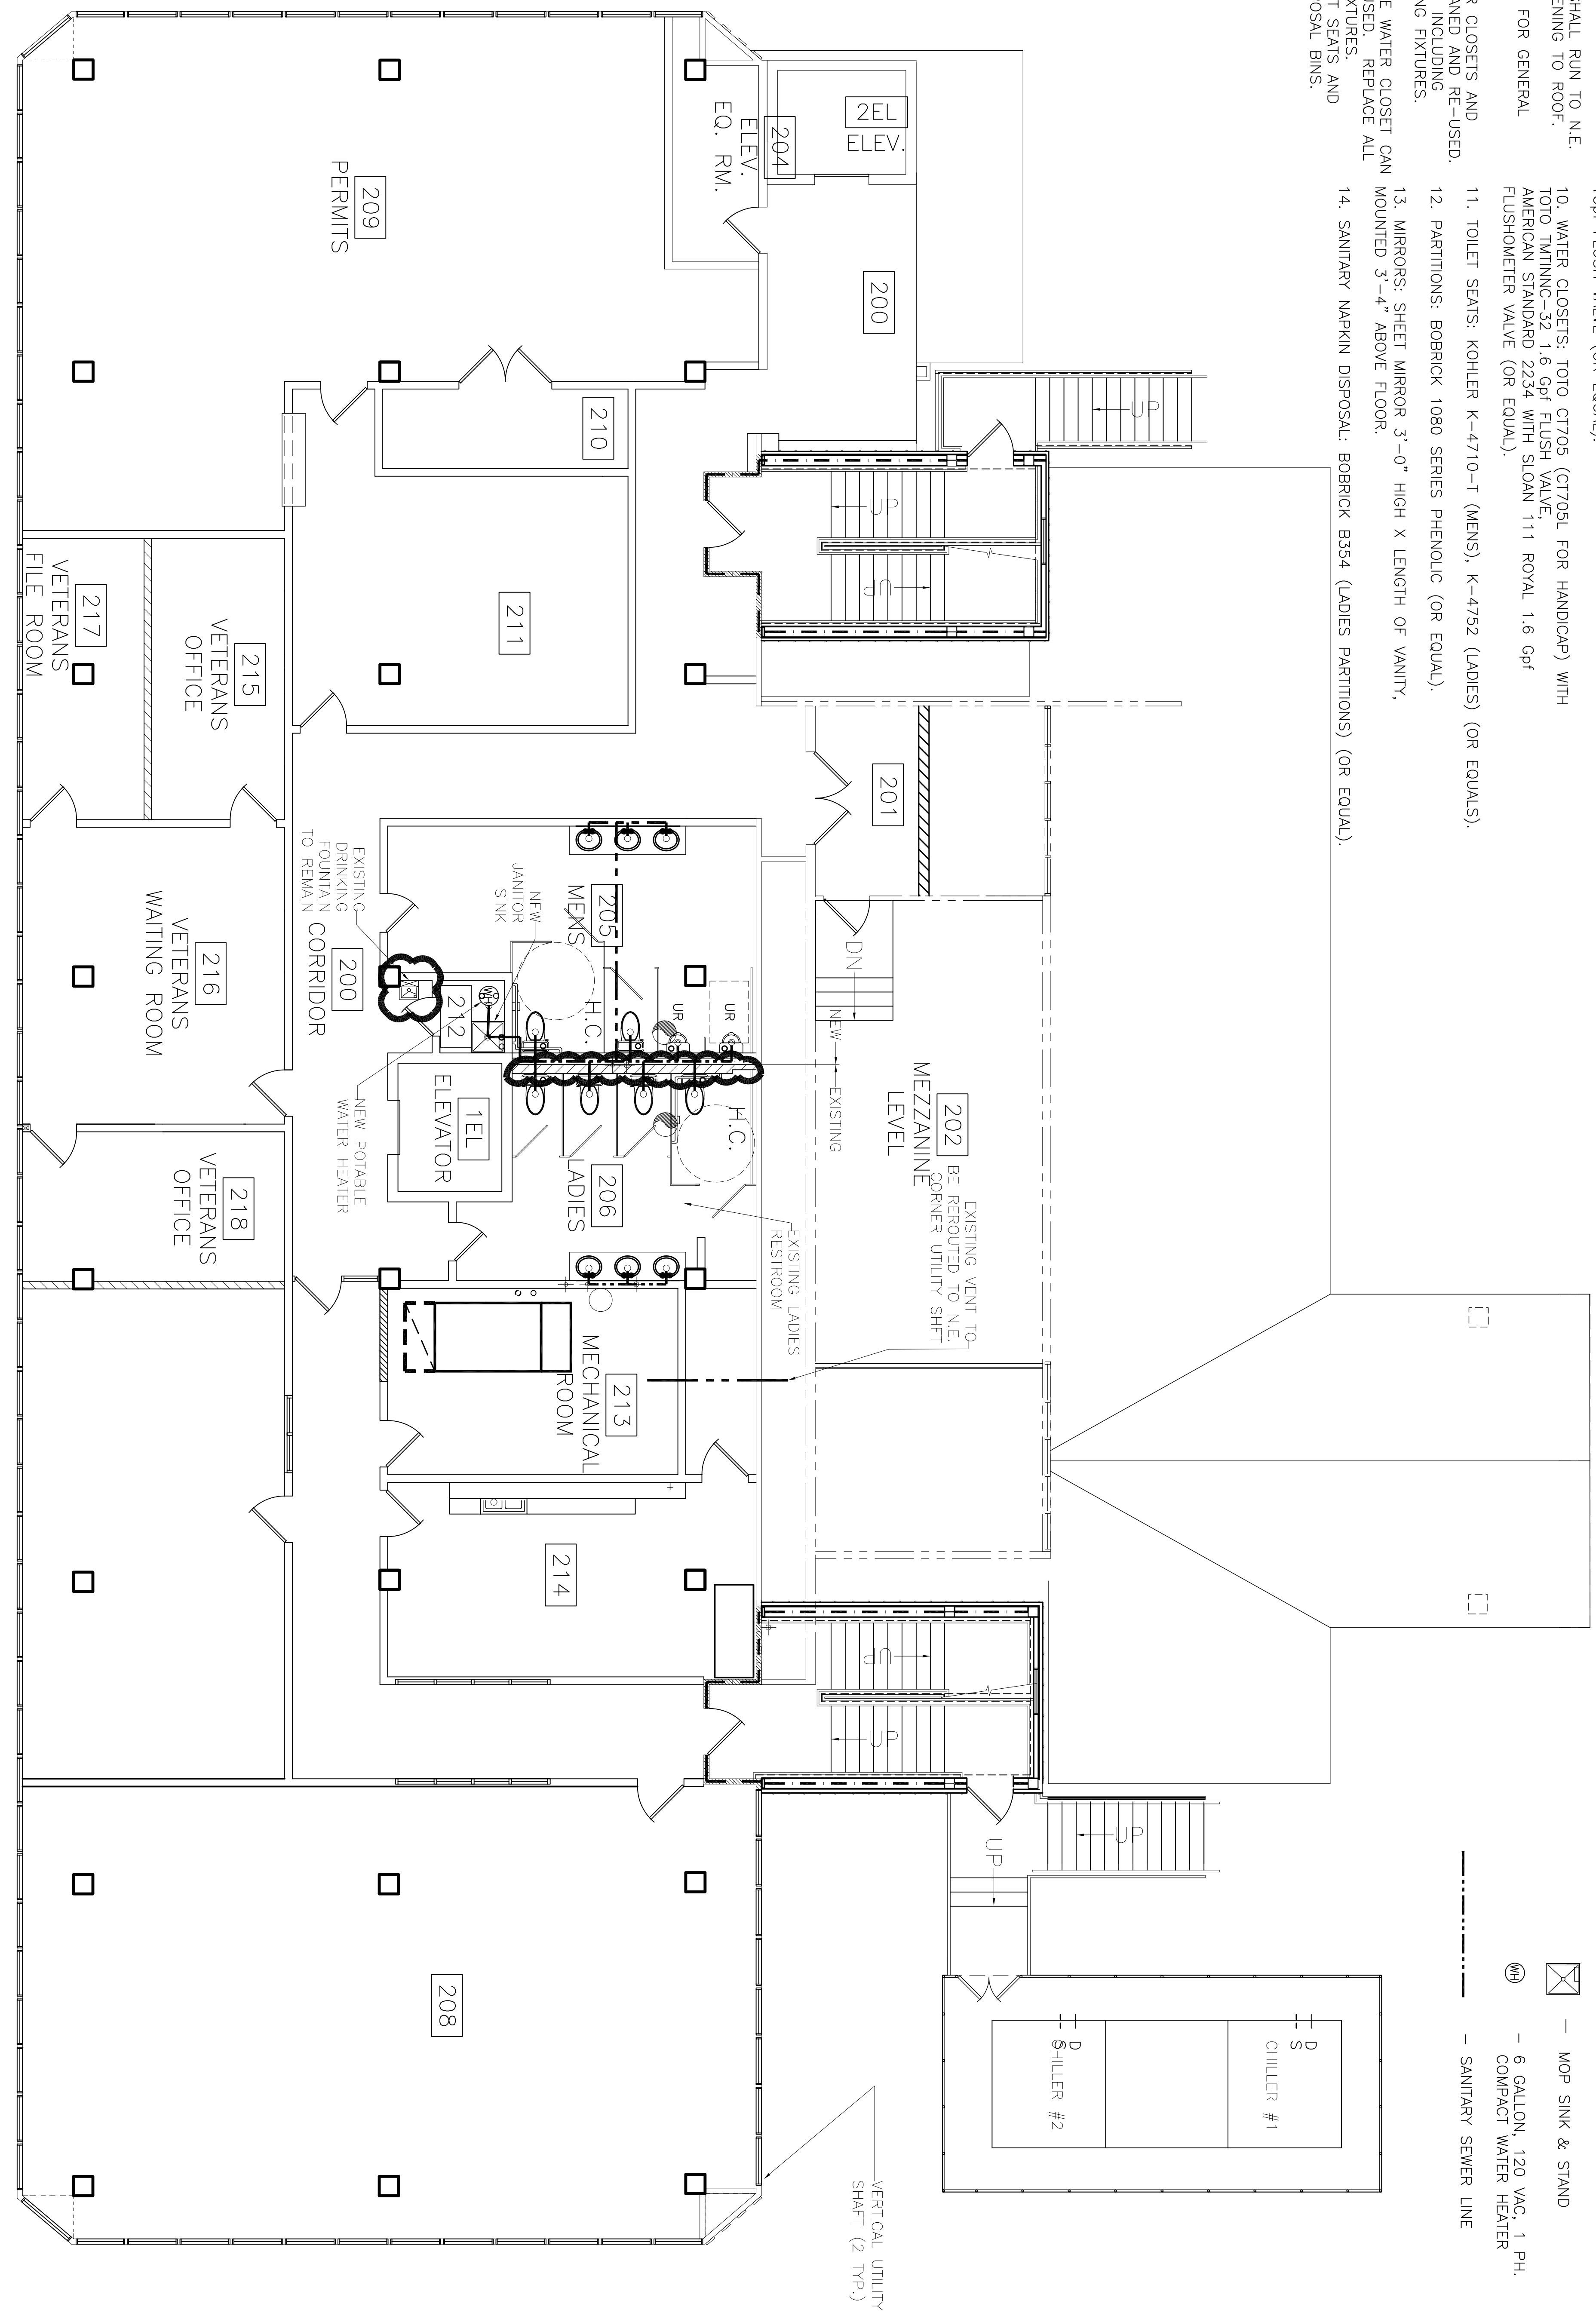 SHALL RUN TO N.E.
ENING TO ROOF.
FOR GENERAL
R CLOSETS AND
ANED AND RE-USED.
INCLUDING
NG FIXTURES.
E WATER CLOSET CAN
USED. REPLACE ALL
XTURES.
T SEATS AND
POSAL BINS.
10. WATER CLOSETS: TOTO CT705 (CT705L FOR HANDICAP) WITH
TOTO TMTINNC-32 1.6 Gpf FLUSH VALVE,
AMERICAN STANDARD 2234 WITH SLOAN 111 ROYAL 1.6 Gpf
FLUSHOMETER VALVE (OR EQUAL).
11. TOILET SEATS: KOHLER K-4710-T (MENS), K-4752 (LADIES) (OR EQUALS).
12. PARTITIONS: BOBRICK 1080 SERIES PHENOLIC (OR EQUAL).
13. MIRRORS: SHEET MIRROR 3'-0" HIGH X LENGTH OF VANITY,
MOUNTED 3'-4" ABOVE FLOOR.
14. SANITARY NAPKIN DISPOSAL: BOBRICK B354 (LADIES PARTITIONS) (OR EQUAL).
- MOP SINK & STAND
WH
- 6 GALLON, 120 VAC, 1 PH.
COMPACT WATER HEATER
- SANITARY SEWER LINE
UP
UP
D
S
CHILLER #1
D
S
CHILLER #2
UP
VERTICAL UTILITY
SHAFT (2 TYP.)
2EL
ELEV.
204
ELEV.
EQ. RM.
200
UP
UP
201
DN
202
MEZZANINE
LEVEL
EXISTING VENT TO
BE REROUTED TO N.E.
CORNER UTILITY SHFT
NEW
EXISTING
EXISTING LADIES
RESTROOM
UP
UP
209
PERMITS
210
211
205
MENS
UR
UR
H.C.
H.C.
NEW
JANITOR
SINK
WH
212
206
LADIES
1EL
ELEVATOR
213
MECHANICAL
ROOM
214
EXISTING
DRINKING
FOUNTAIN
TO REMAIN
200
CORRIDOR
NEW POTABLE
WATER HEATER
215
VETERANS
OFFICE
217
VETERANS
FILE ROOM
216
VETERANS
WAITING ROOM
218
VETERANS
OFFICE
208